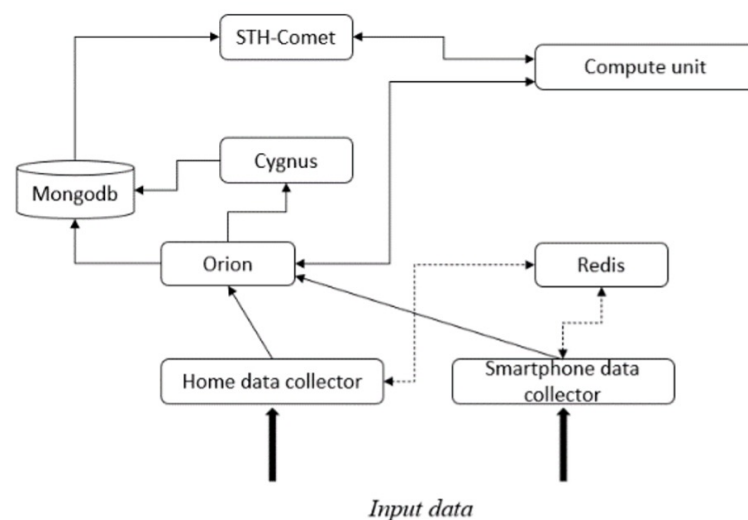 STH-Comet
Compute unit
Cygnus
Mongodb
Orion
Redis
Home data collector
Smartphone data
collector
Input data